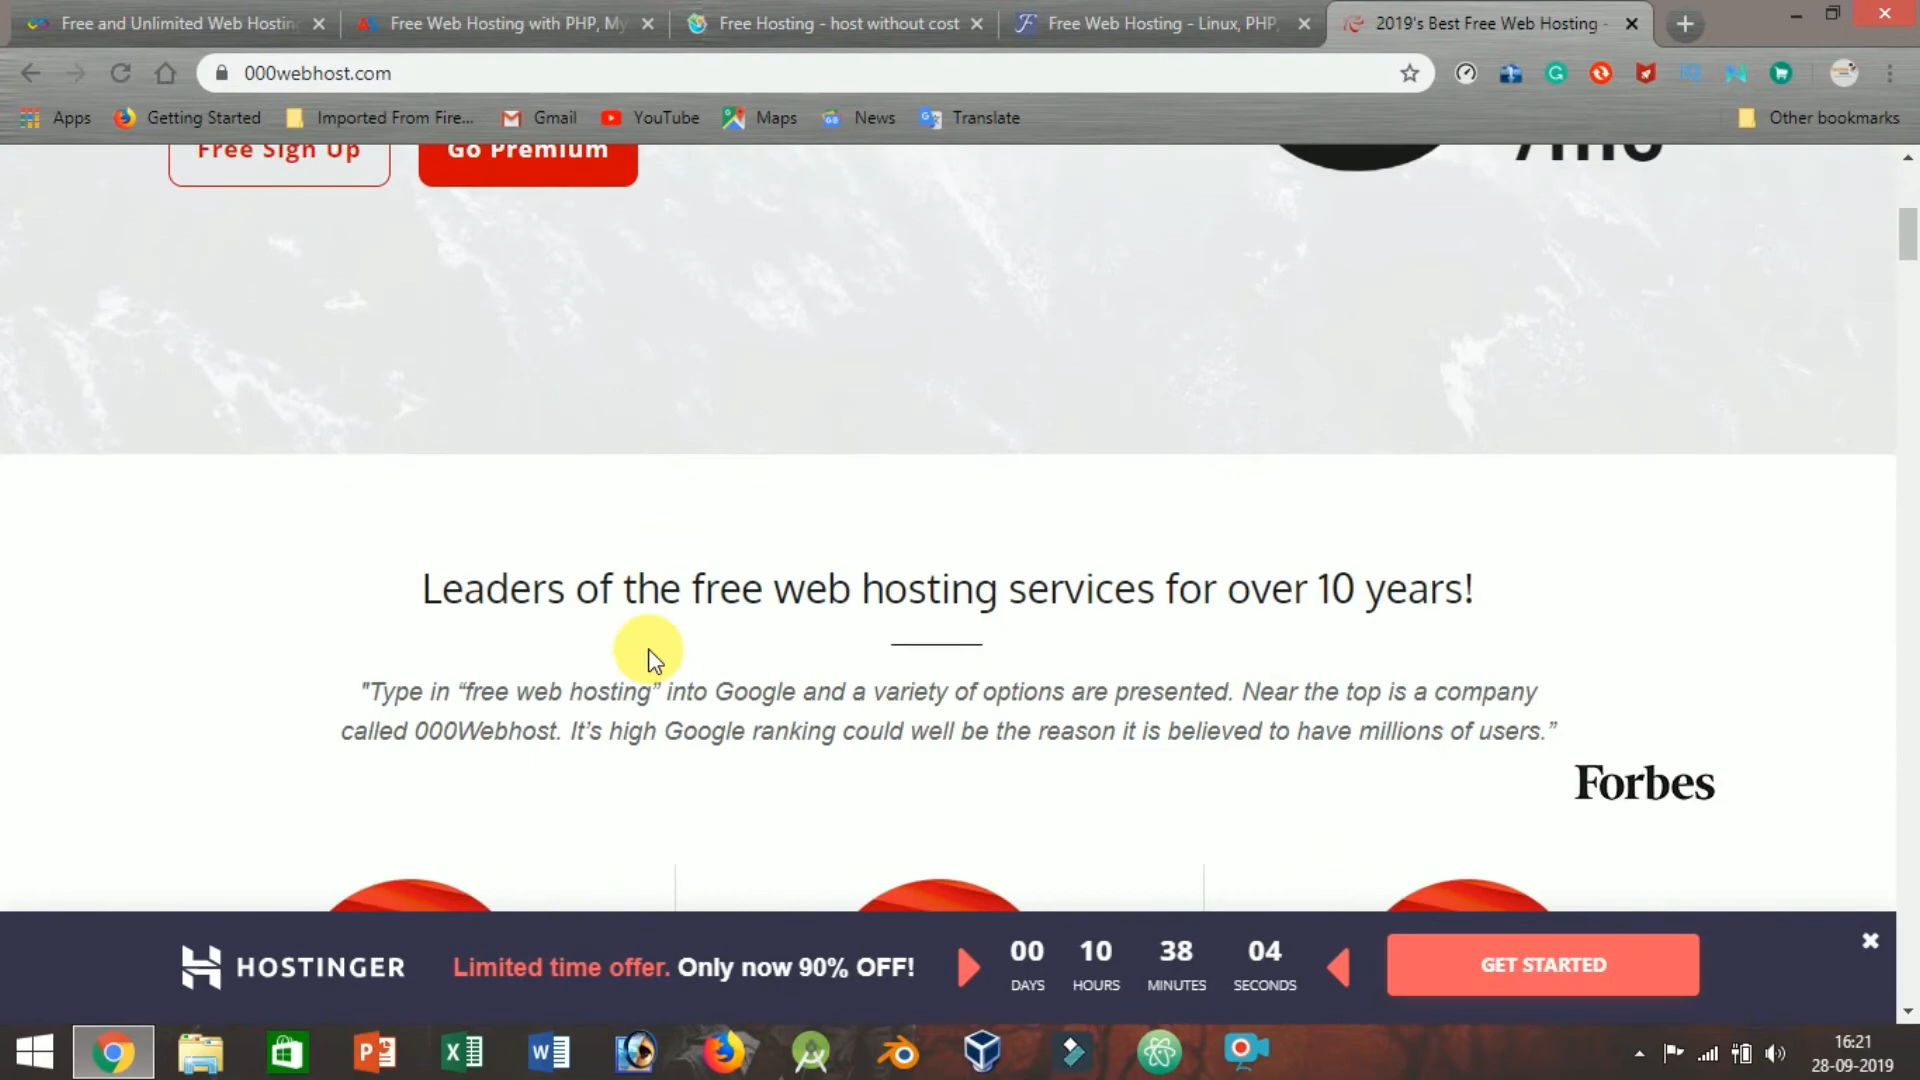 Free and Unlimited Web Hostin
Free Web Hosting with PHP, My
Free Hosting - host without cost
Free Web Hosting - Linux, PHP,
2019's Best Free Web Hosting -
000webhost.com
Apps
Getting Started
Imported From Fire...
Gmail
YouTube
Maps
News
Translate
Other bookmarks
Free Sign Up
Go Premium
/mo
Leaders of the free web hosting services for over 10 years!
"Type in “free web hosting” into Google and a variety of options are presented. Near the top is a company
called 000Webhost. It’s high Google ranking could well be the reason it is believed to have millions of users.”
Forbes
HOSTINGER
Limited time offer. Only now 90% OFF!
00 10 38 04
DAYS HOURS MINUTES SECONDS
GET STARTED
16:21
28-09-2019